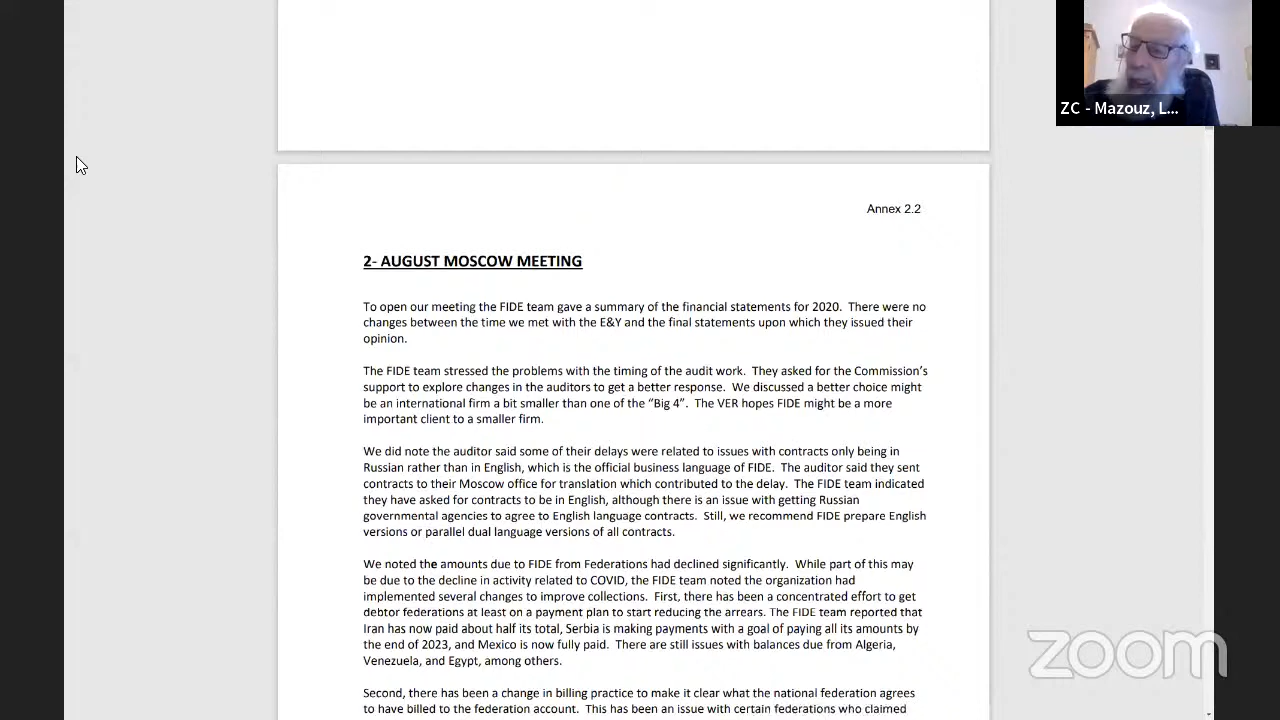 ZC - Mazouz, L...
Annex 2.2
2- AUGUST MOSCOW MEETING
To open our meeting the FIDE team gave a summary of the financial statements for 2020. There were no
changes between the time we met with the E&Y and the final statements upon which they issued their
opinion.
The FIDE team stressed the problems with the timing of the audit work. They asked for the Commission's
support to explore changes in the auditors to get a better response. We discussed a better choice might
be an international firm a bit smaller than one of the “Big 4”. The VER hopes FIDE might be a more
important client to a smaller firm.
We did note the auditor said some of their delays were related to issues with contracts only being in
Russian rather than in English, which is the official business language of FIDE. The auditor said they sent
contracts to their Moscow office for translation which contributed to the delay. The FIDE team indicated
they have asked for contracts to be in English, although there is an issue with getting Russian
governmental agencies to agree to English language contracts. Still, we recommend FIDE prepare English
versions or parallel dual language versions of all contracts.
We noted the amounts due to FIDE from Federations had declined significantly. While part of this may
be due to the decline in activity related to COVID, the FIDE team noted the organization had
implemented several changes to improve collections. First, there has been a concentrated effort to get
debtor federations at least on a payment plan to start reducing the arrears. The FIDE team reported that
Iran has now paid about half its total, Serbia is making payments with a goal of paying all its amounts by
the end of 2023, and Mexico is now fully paid. There are still issues with balances due from Algeria,
Venezuela, and Egypt, among others.
Second, there has been a change in billing practice to make it clear what the national federation agrees
to have billed to the federation account. This has been an issue with certain federations who claimed
zoom